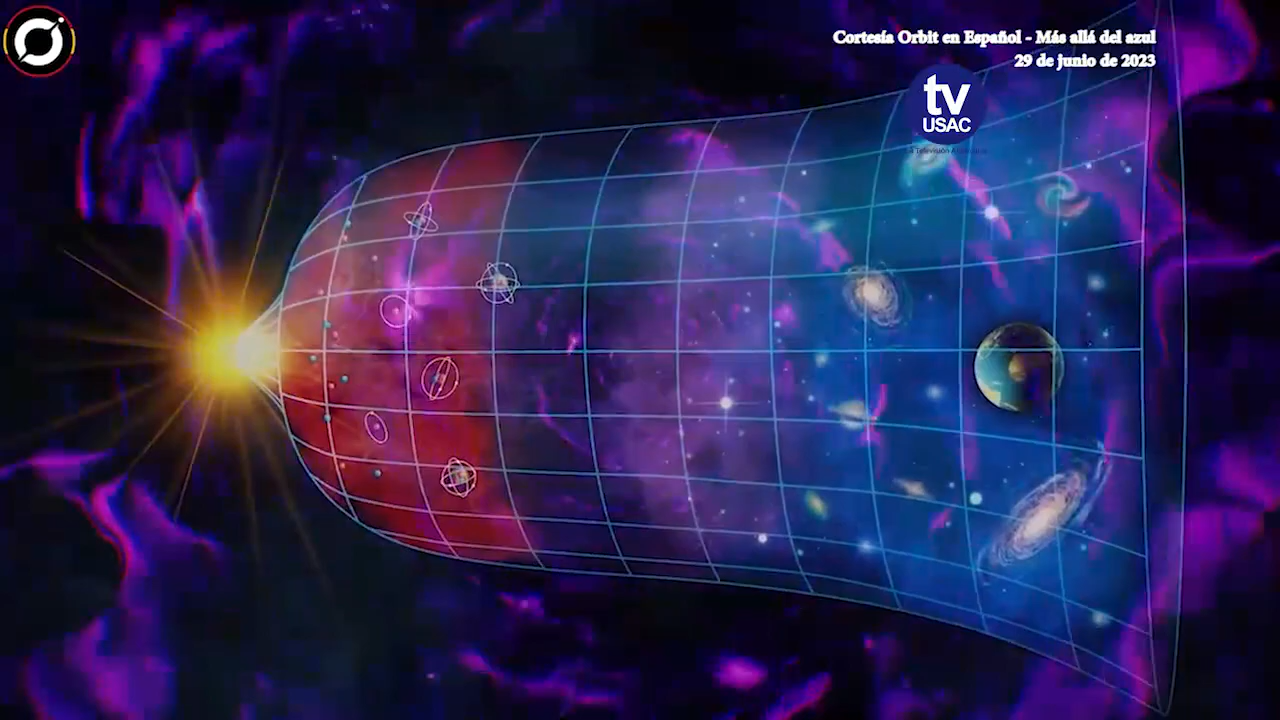 Cortesía Orbit en Español - Más allá del azul
29 de junio de 2023
tv
USAC